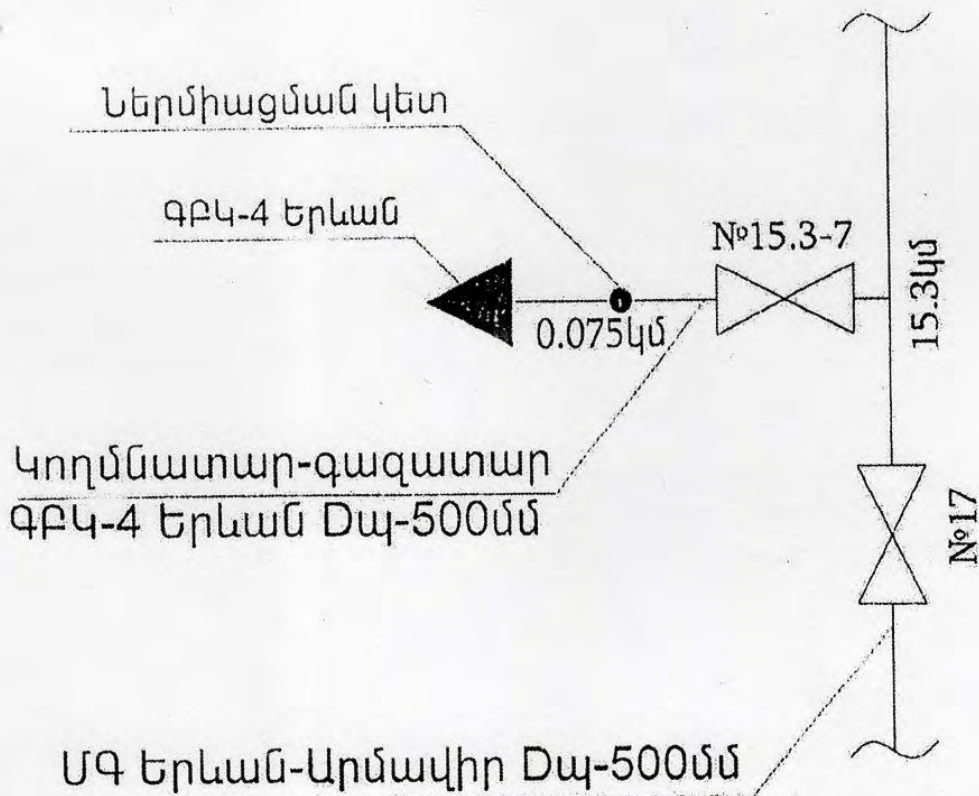 Ներմիացման կետ
ԳԲԿ-4 Երևան
№15.3-7
15.3կմ
0.075կմ
Կողմնատար-գազատար
ԳԲԿ-4 Երևան Dպ-500մմ
№17
ՄԳ Երևան-Արմավիր Dպ-500մմ